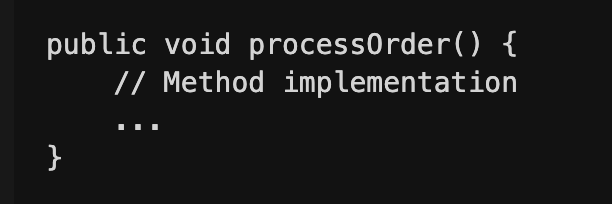 public void processOrder() {
    // Method implementation
    ...
}